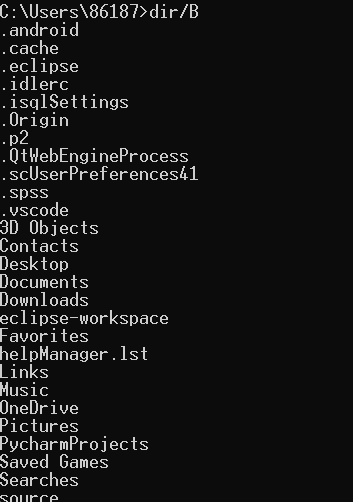 C:\Users\86187>dir/B
.android
.cache
.eclipse
.idlerc
.isqlSettings
.Origin
.p2
.QtWebEngineProcess
.scUserPreferences41
.spss
.vscode
3D Objects
Contacts
Desktop
Documents
Downloads
eclipse-workspace
Favorites
helpManager.lst
Links
Music
OneDrive
Pictures
PycharmProjects
Saved Games
Searches
source